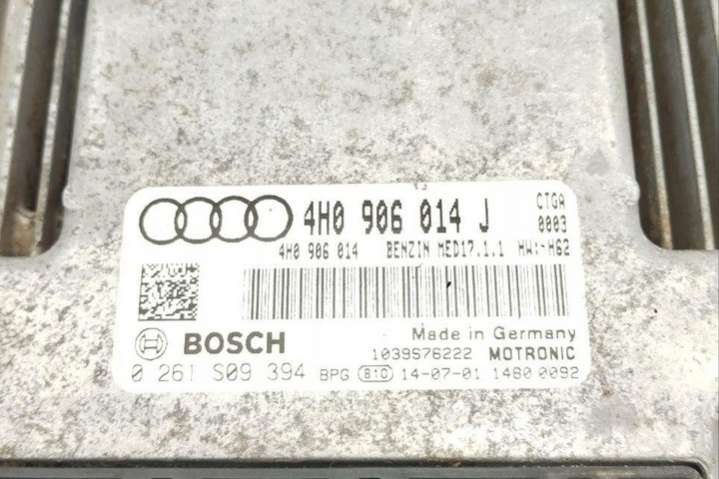 4H0 906 014 J CTGA
0003
4H0 906 014 BENZIN MED17.1.1 HW:-H62
Made in Germany
BOSCH 1039S76222 MOTRONIC
0 261 S09 394 BPG B+C 14-07-01 1480 0092